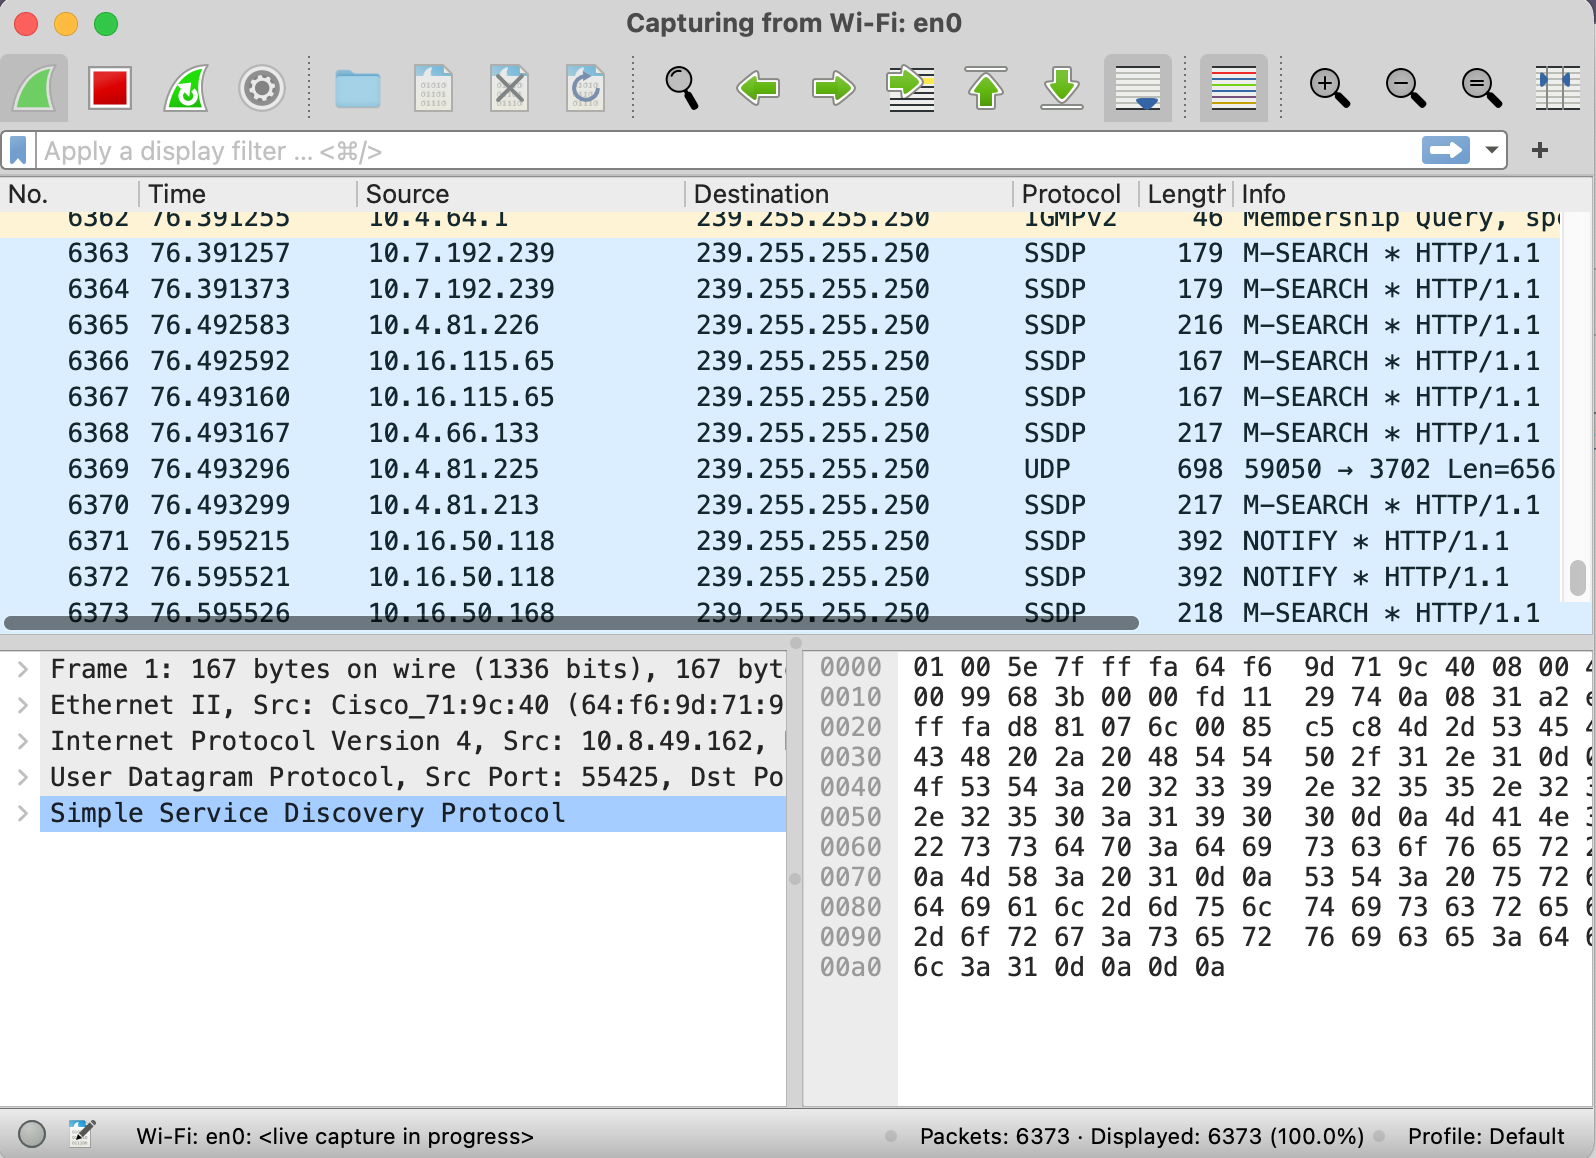 Capturing from Wi-Fi: en0
Apply a display filter ... <⌘/>
No. Time Source Destination Protocol Length Info
6362 76.391255 10.4.64.1 239.255.255.250 IGMPv2 46 Membership Query, spe
6363 76.391257 10.7.192.239 239.255.255.250 SSDP 179 M-SEARCH * HTTP/1.1
6364 76.391373 10.7.192.239 239.255.255.250 SSDP 179 M-SEARCH * HTTP/1.1
6365 76.492583 10.4.81.226 239.255.255.250 SSDP 216 M-SEARCH * HTTP/1.1
6366 76.492592 10.16.115.65 239.255.255.250 SSDP 167 M-SEARCH * HTTP/1.1
6367 76.493160 10.16.115.65 239.255.255.250 SSDP 167 M-SEARCH * HTTP/1.1
6368 76.493167 10.4.66.133 239.255.255.250 SSDP 217 M-SEARCH * HTTP/1.1
6369 76.493296 10.4.81.225 239.255.255.250 UDP 698 59050 → 3702 Len=656
6370 76.493299 10.4.81.213 239.255.255.250 SSDP 217 M-SEARCH * HTTP/1.1
6371 76.595215 10.16.50.118 239.255.255.250 SSDP 392 NOTIFY * HTTP/1.1
6372 76.595521 10.16.50.118 239.255.255.250 SSDP 392 NOTIFY * HTTP/1.1
6373 76.595526 10.16.50.168 239.255.255.250 SSDP 218 M-SEARCH * HTTP/1.1
Frame 1: 167 bytes on wire (1336 bits), 167 byt
Ethernet II, Src: Cisco_71:9c:40 (64:f6:9d:71:9
Internet Protocol Version 4, Src: 10.8.49.162,
User Datagram Protocol, Src Port: 55425, Dst Po
Simple Service Discovery Protocol
0000 01 00 5e 7f ff fa 64 f6 9d 71 9c 40 08 00
0010 00 99 68 3b 00 00 fd 11 29 74 0a 08 31 a2
0020 ff fa d8 81 07 6c 00 85 c5 c8 4d 2d 53 45
0030 43 48 20 2a 20 48 54 54 50 2f 31 2e 31 0d
0040 4f 53 54 3a 20 32 33 39 2e 32 35 35 2e 32
0050 2e 32 35 30 3a 31 39 30 30 0d 0a 4d 41 4e
0060 22 73 73 64 70 3a 64 69 73 63 6f 76 65 72
0070 0a 4d 58 3a 20 31 0d 0a 53 54 3a 20 75 72
0080 64 69 61 6c 2d 6d 75 6c 74 69 73 63 72 65
0090 2d 6f 72 67 3a 73 65 72 76 69 63 65 3a 64
00a0 6c 3a 31 0d 0a 0d 0a
Wi-Fi: en0: <live capture in progress>
Packets: 6373 · Displayed: 6373 (100.0%)
Profile: Default